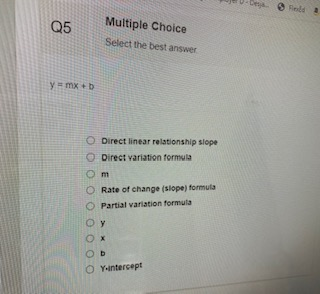 Q5
Multiple Choice
Select the best answer
y = mx + b
Direct linear relationship slope
Direct variation formula
m
Rate of change (slope) formula
Partial variation formula
y
x
b
Y-intercept